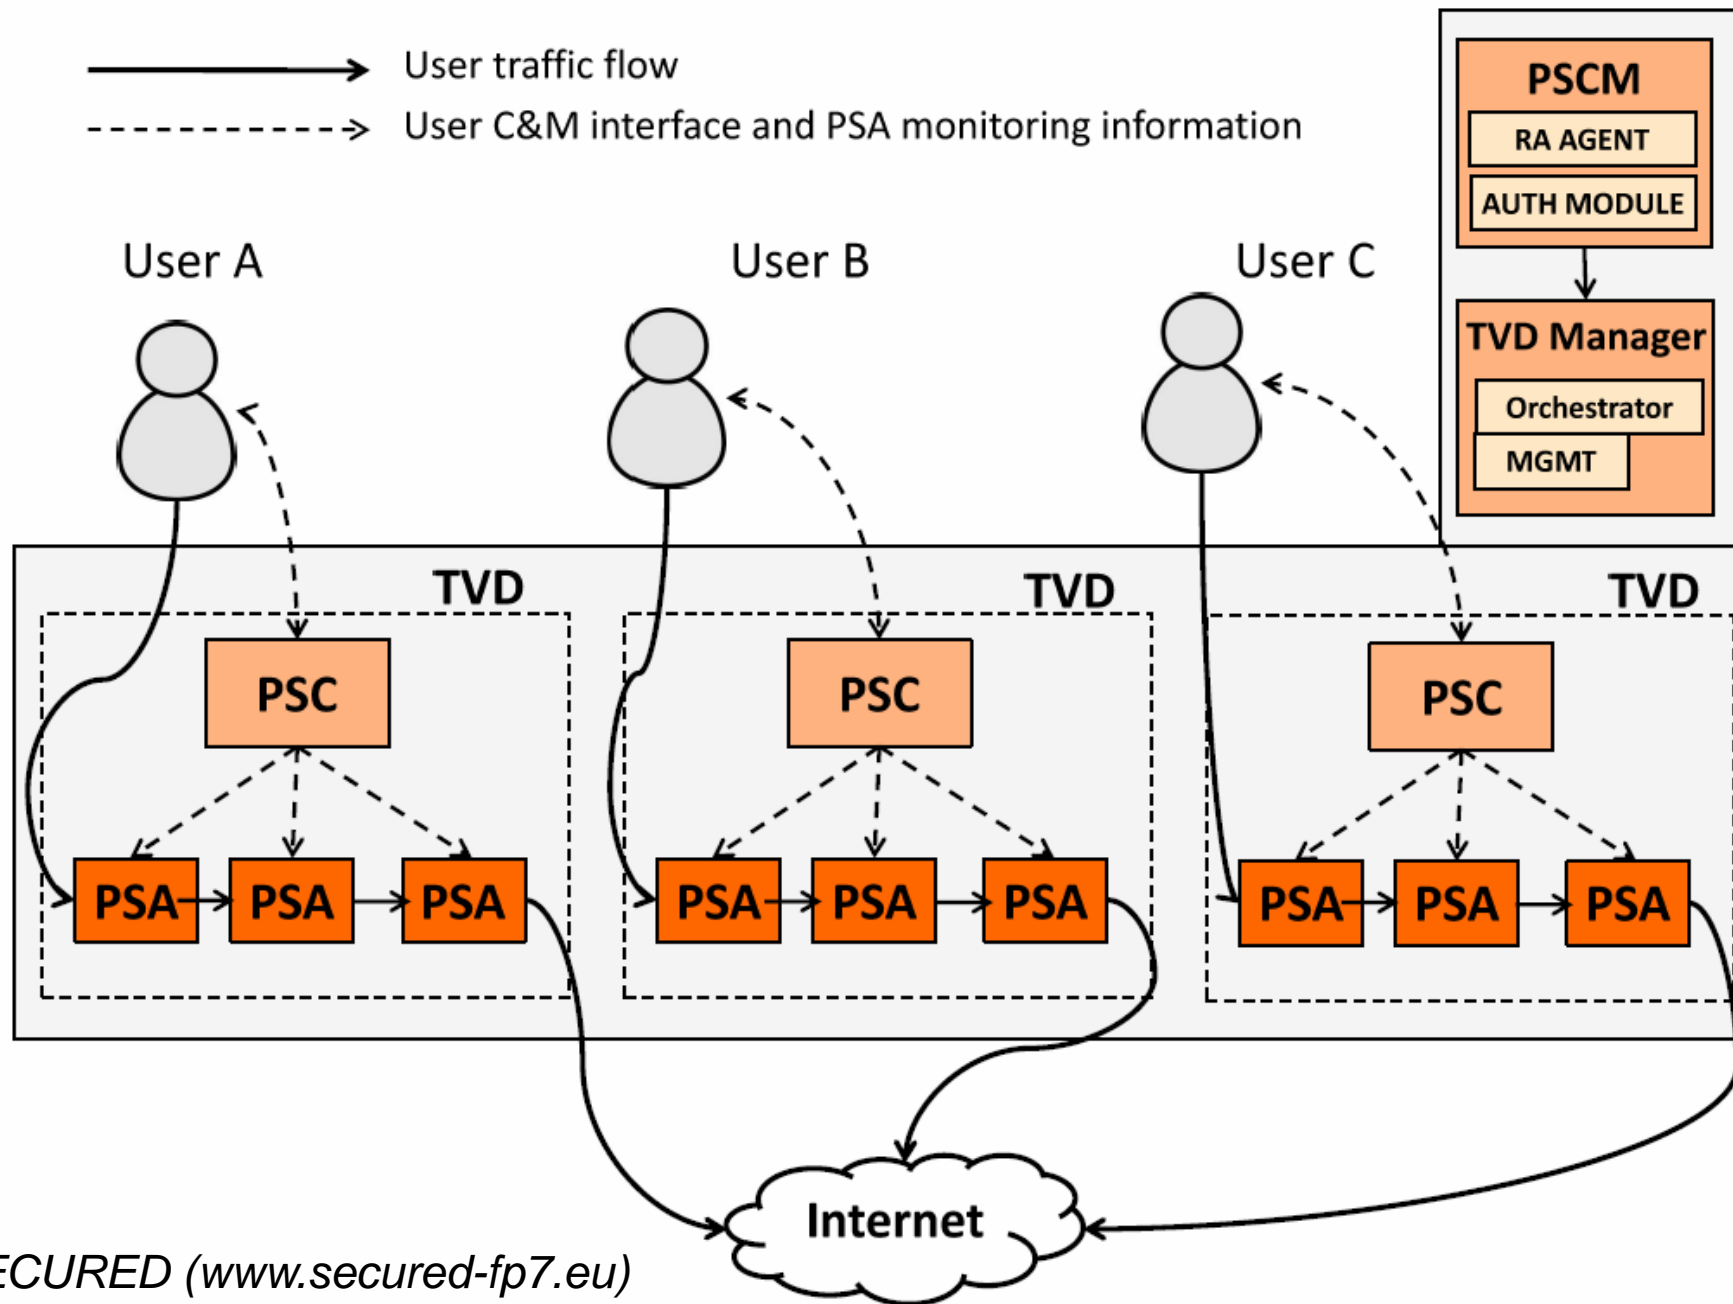 User traffic flow
User C&M interface and PSA monitoring information
PSCM
RA AGENT
AUTH MODULE
TVD Manager
Orchestrator
MGMT
User A
User B
User C
TVD
TVD
TVD
PSC
PSC
PSC
PSA
PSA
PSA
PSA
PSA
PSA
PSA
PSA
PSA
Internet
ECURED (www.secured-fp7.eu)